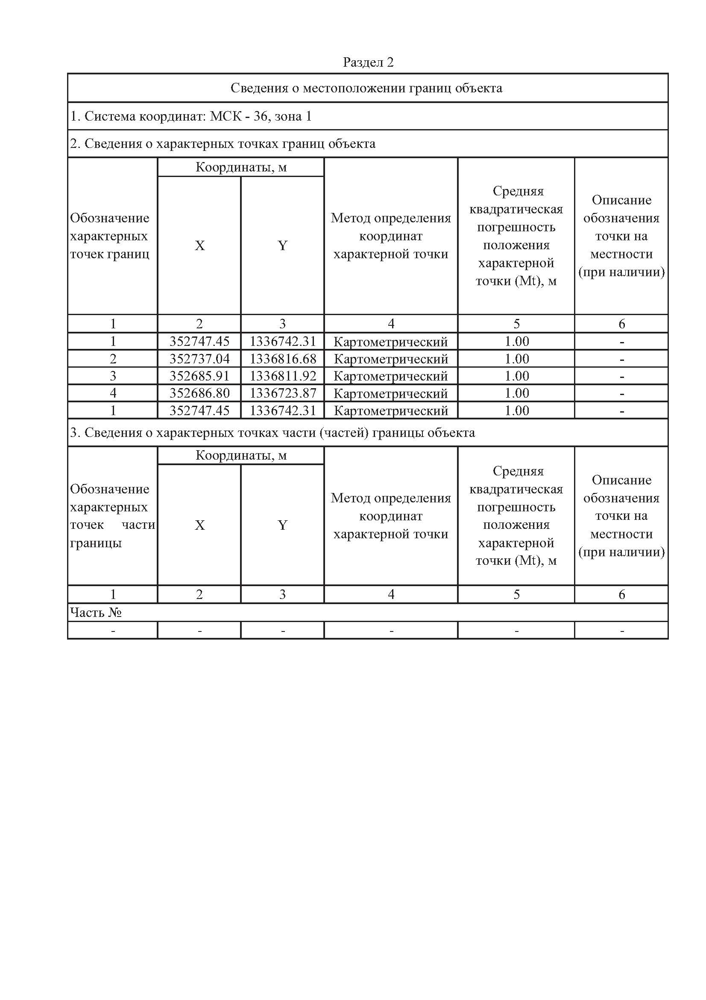 Раздел 2
Сведения о местоположении границ объекта
1. Система координат: МСК - 36, зона 1
2. Сведения о характерных точках границ объекта
Обозначение
характерных
точек границ
Координаты, м
X
Y
Метод определения
координат
характерной точки
Средняя
квадратическая
погрешность
положения
характерной
точки (Mt), м
Описание
обозначения
точки на
местности
(при наличии)
1 2 3 4 5 6
1 352747.45 1336742.31 Картометрический 1.00 -
2 352737.04 1336816.68 Картометрический 1.00 -
3 352685.91 1336811.92 Картометрический 1.00 -
4 352686.80 1336723.87 Картометрический 1.00 -
1 352747.45 1336742.31 Картометрический 1.00 -
3. Сведения о характерных точках части (частей) границы объекта
Обозначение
характерных
точек части
границы
Координаты, м
X
Y
Метод определения
координат
характерной точки
Средняя
квадратическая
погрешность
положения
характерной
точки (Mt), м
Описание
обозначения
точки на
местности
(при наличии)
1 2 3 4 5 6
Часть №
- - - - - -